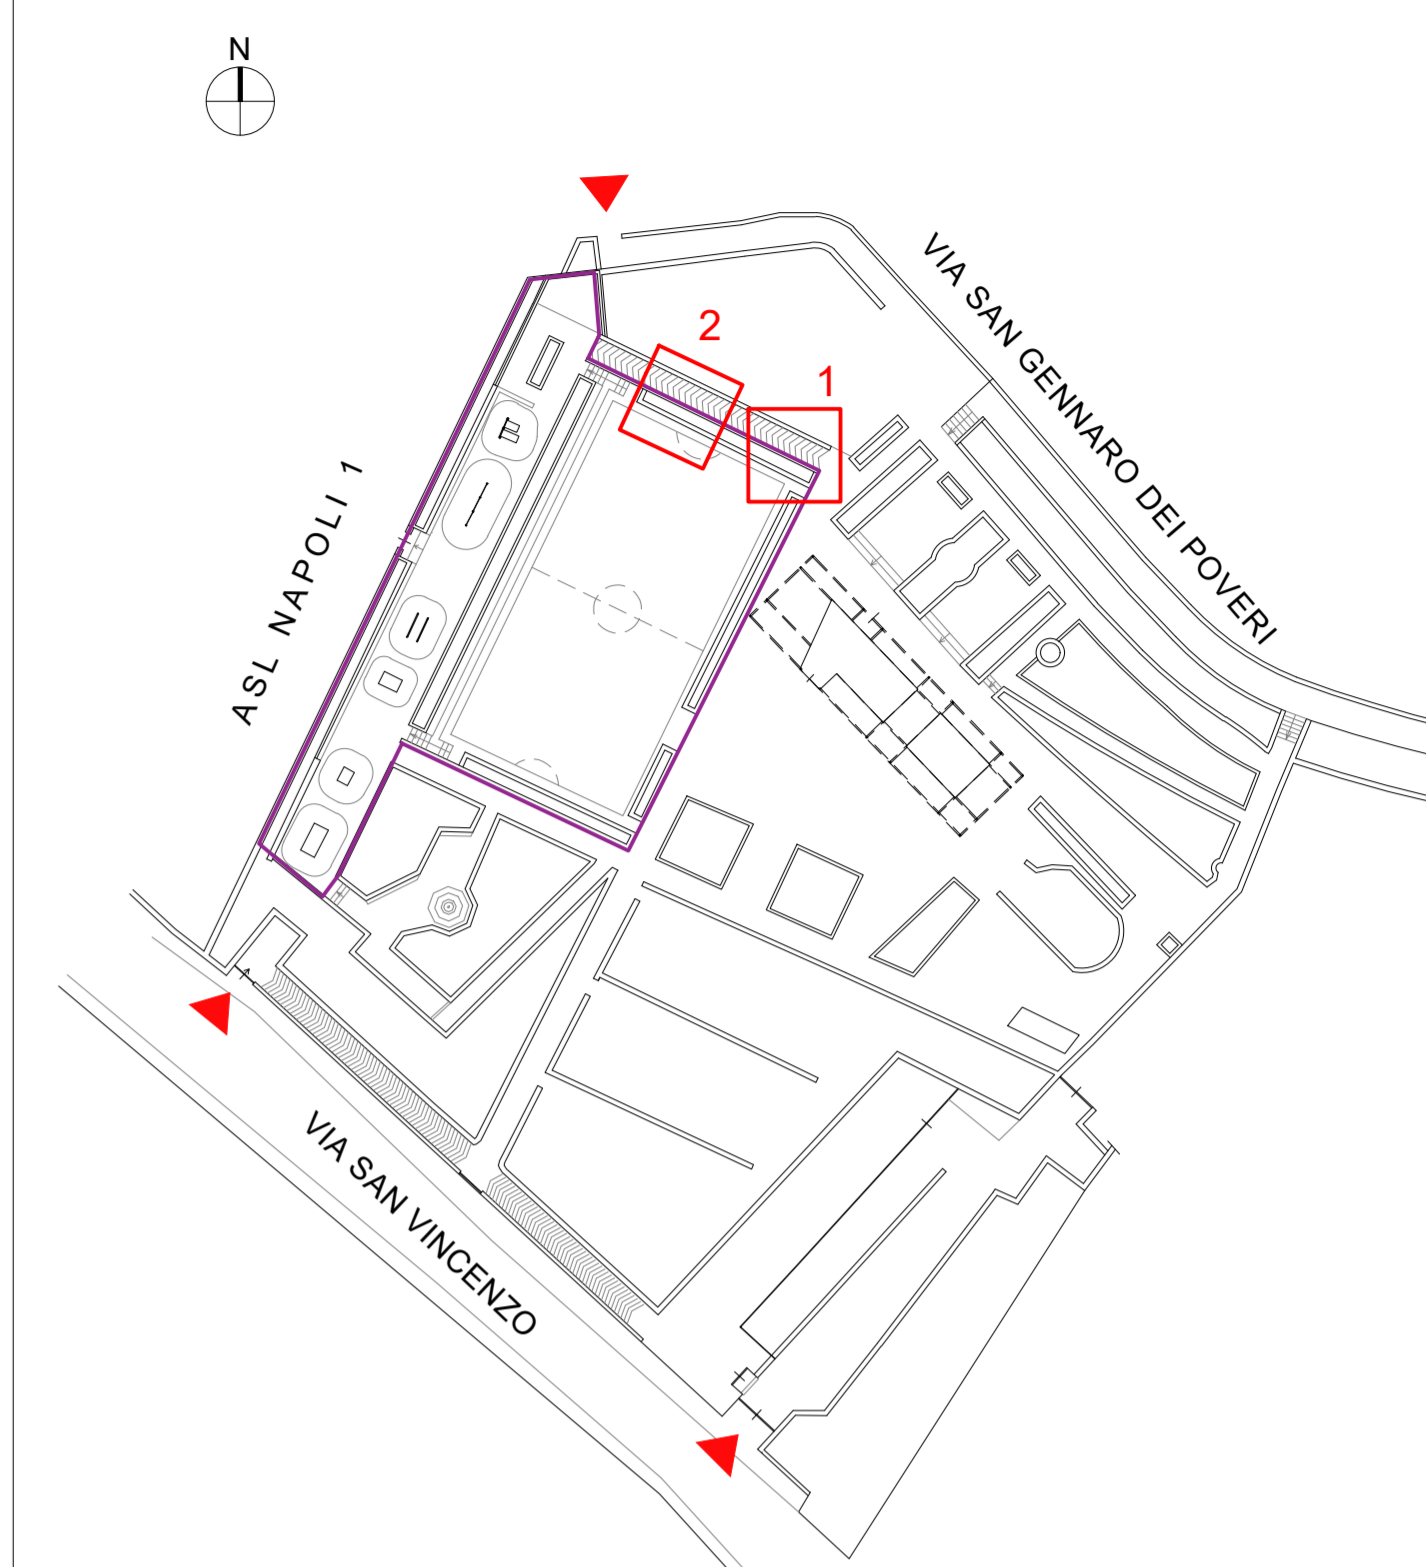 N
VIA SAN GENNARO DEI POVERI
2
1
ASL NAPOLI 1
VIA SAN VINCENZO